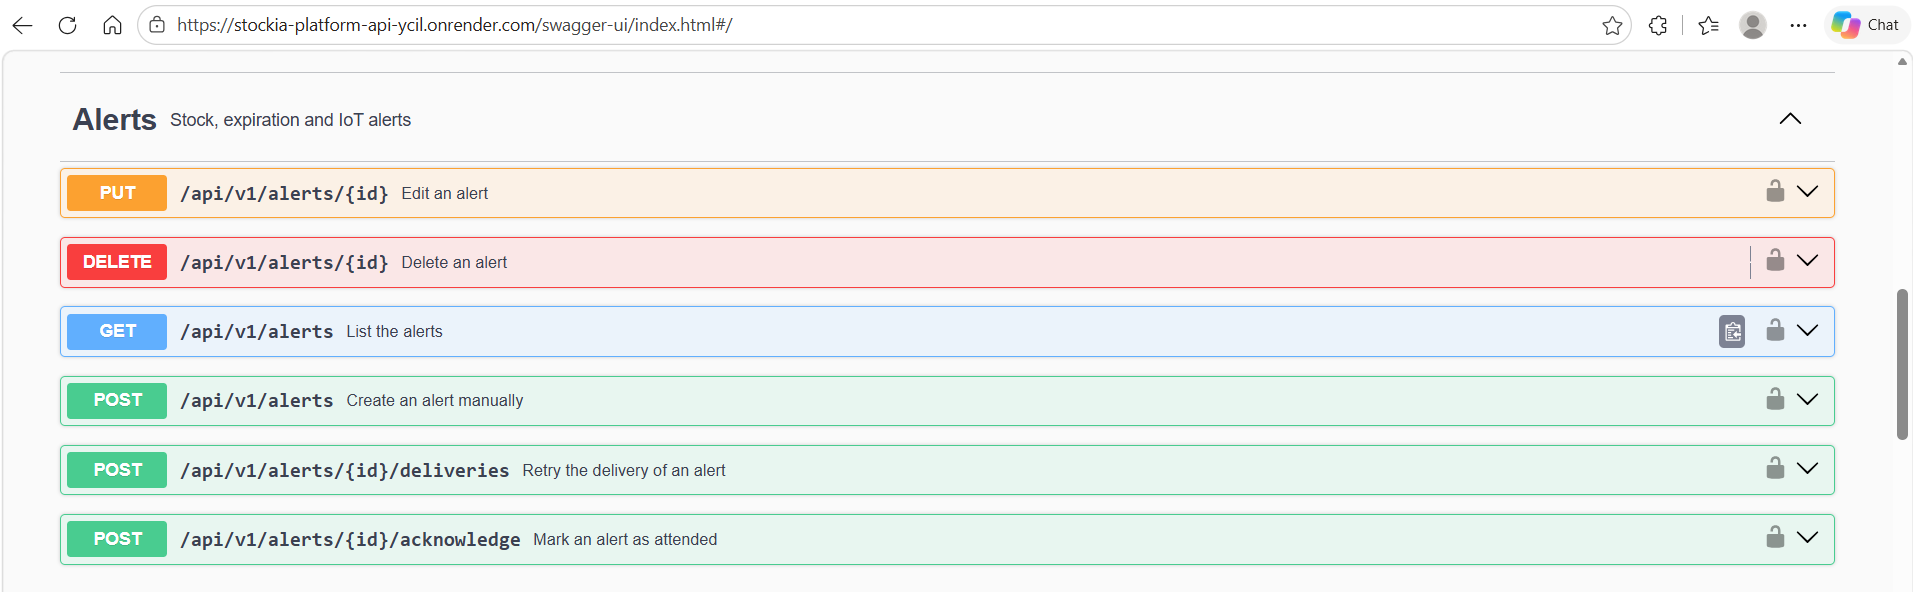 https://stockia-platform-api-ycil.onrender.com/swagger-ui/index.html#/
Chat
Alerts Stock, expiration and IoT alerts
PUT /api/v1/alerts/{id} Edit an alert
DELETE /api/v1/alerts/{id} Delete an alert
GET /api/v1/alerts List the alerts
POST /api/v1/alerts Create an alert manually
POST /api/v1/alerts/{id}/deliveries Retry the delivery of an alert
POST /api/v1/alerts/{id}/acknowledge Mark an alert as attended